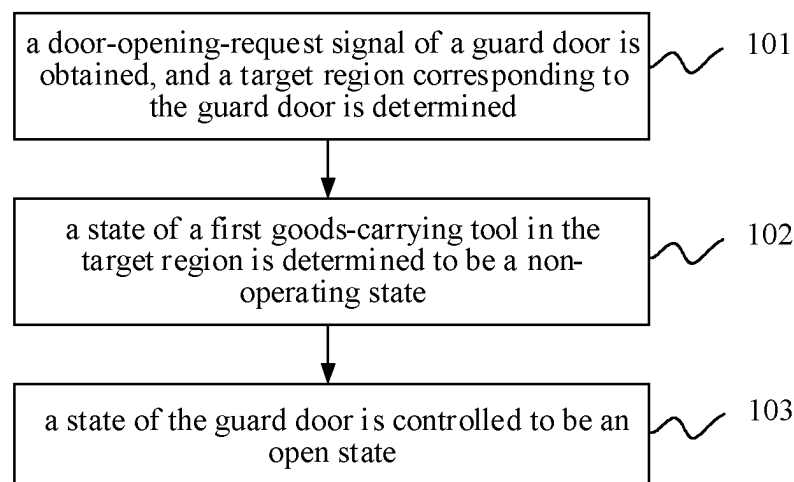 a door-opening-request signal of a guard door is
obtained, and a target region corresponding to
the guard door is determined
101
a state of a first goods-carrying tool in the
target region is determined to be a non-
operating state
102
a state of the guard door is controlled to be an
open state
103